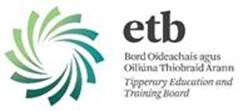 etb
Bord Oideachais agus
Oiliúna Thiobraid Árann
Tipperary Education and
Training Board